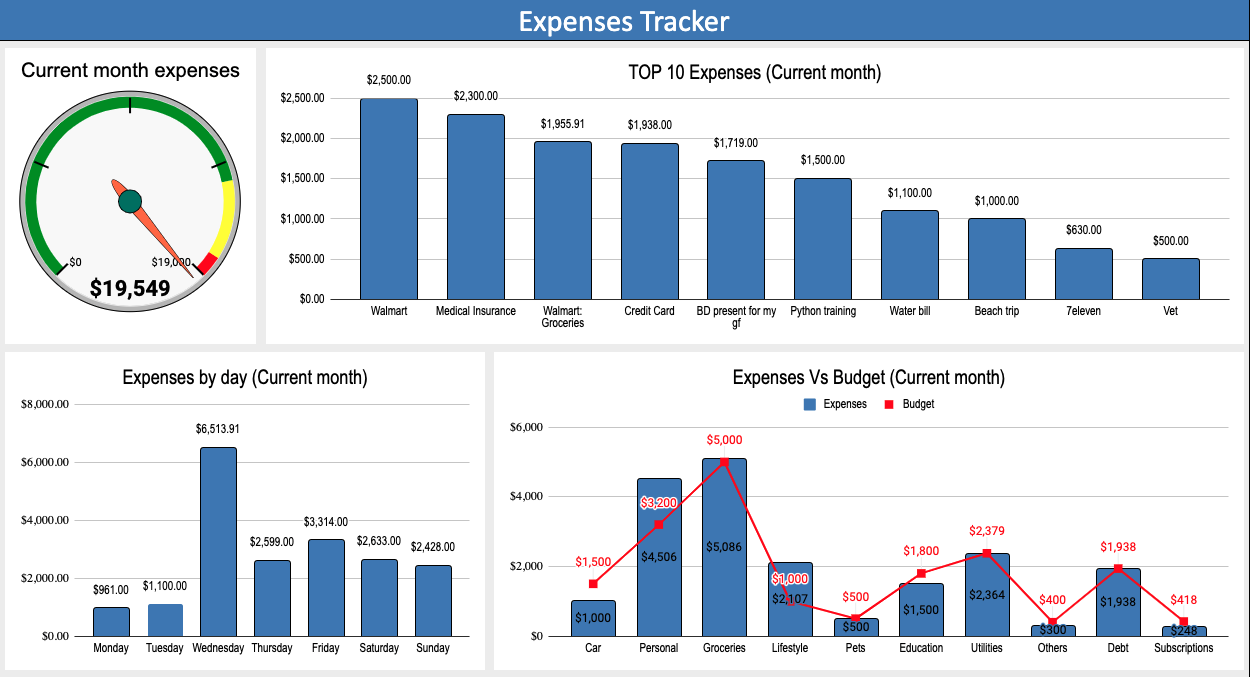 Expenses Tracker
Current month expenses
$0
$19,000
$19,549
TOP 10 Expenses (Current month)
$2,500.00
$2,000.00
$1,500.00
$1,000.00
$500.00
$0.00
$2,500.00
$2,300.00
$1,955.91
$1,938.00
$1,719.00
$1,500.00
$1,100.00
$1,000.00
$630.00
$500.00
Walmart
Medical Insurance
Walmart:
Groceries
Credit Card
BD present for my
gf
Python training
Water bill
Beach trip
7eleven
Vet
Expenses by day (Current month)
$8,000.00
$6,000.00
$4,000.00
$2,000.00
$0.00
$961.00
$1,100.00
$6,513.91
$2,599.00
$3,314.00
$2,633.00
$2,428.00
Monday
Tuesday
Wednesday
Thursday
Friday
Saturday
Sunday
Expenses Vs Budget (Current month)
Expenses
Budget
$6,000
$4,000
$2,000
$0
$1,500
$3,200
$5,000
$1,000
$500
$1,800
$2,379
$400
$1,938
$418
$1,000
$4,506
$5,086
$2,107
$500
$1,500
$2,364
$300
$1,938
$248
Car
Personal
Groceries
Lifestyle
Pets
Education
Utilities
Others
Debt
Subscriptions